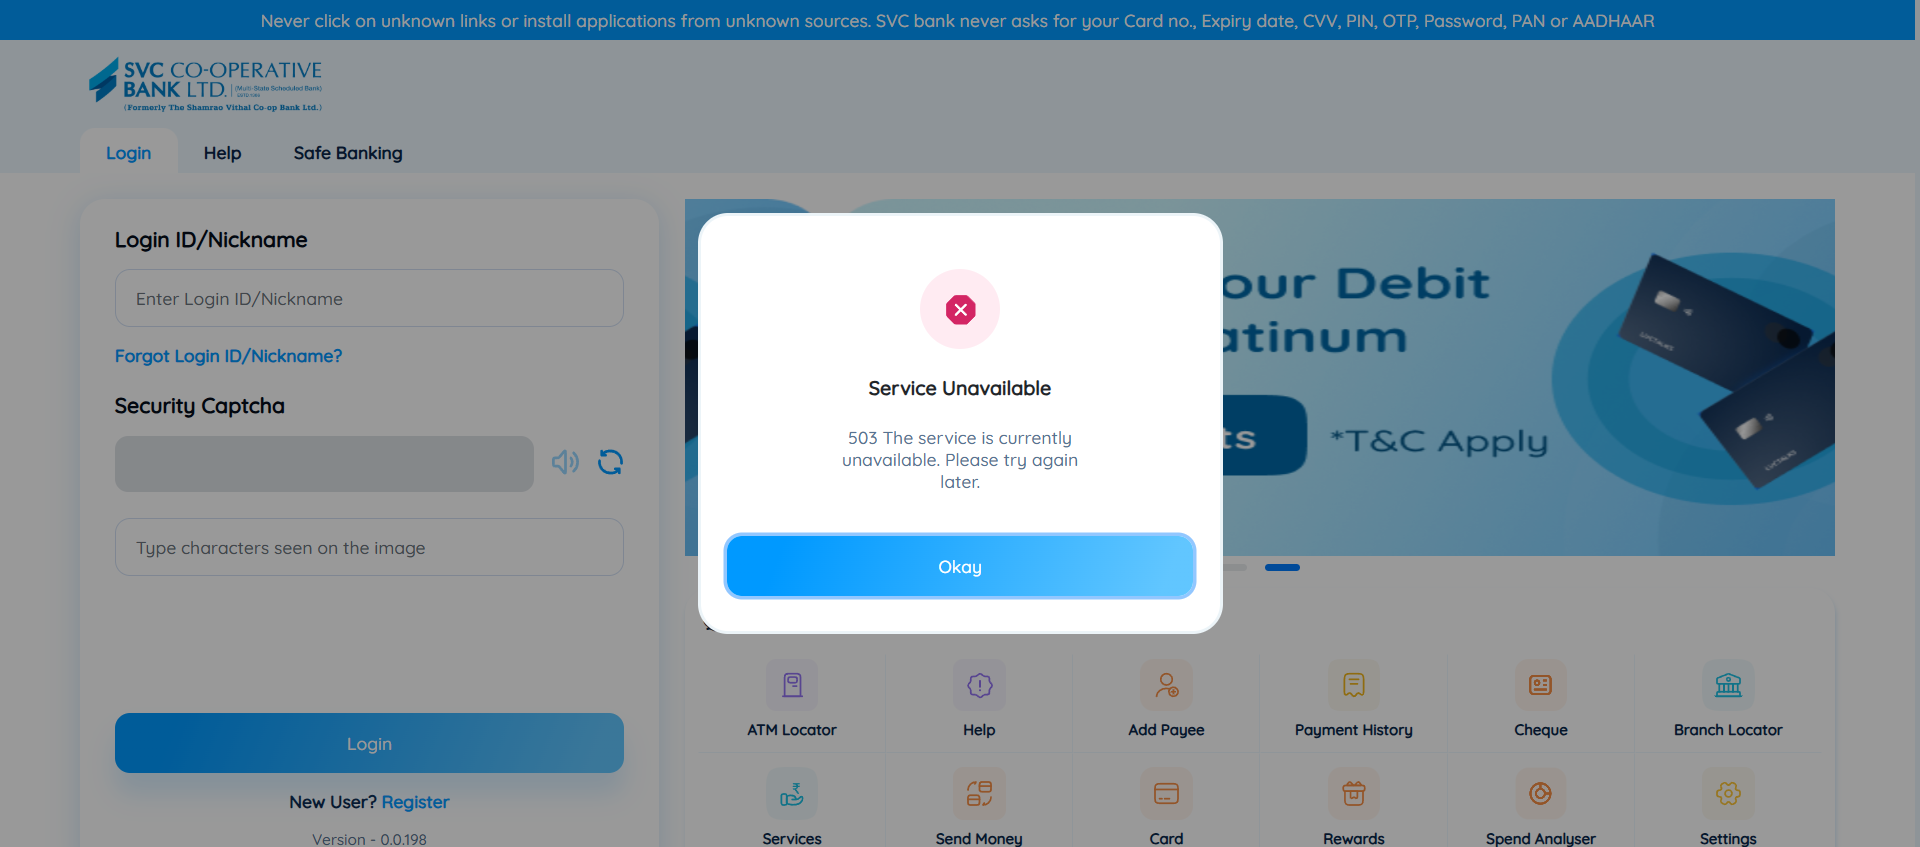 Never click on unknown links or install applications from unknown sources. SVC bank never asks for your Card no., Expiry date, CVV, PIN, OTP, Password, PAN or AADHAAR
SVC CO-OPERATIVE
BANK LTD. (Multi-State Scheduled Bank)
(Formerly The Shamrao Vithal Co-op Bank Ltd.)
Login Help Safe Banking
Login ID/Nickname
Enter Login ID/Nickname
Forgot Login ID/Nickname?
Security Captcha
Type characters seen on the image
Login
New User? Register
Version - 0.0.198
our Debit
atinum
ts *T&C Apply
Service Unavailable
503 The service is currently
unavailable. Please try again
later.
Okay
ATM Locator Help Add Payee Payment History Cheque Branch Locator
Services Send Money Card Rewards Spend Analyser Settings